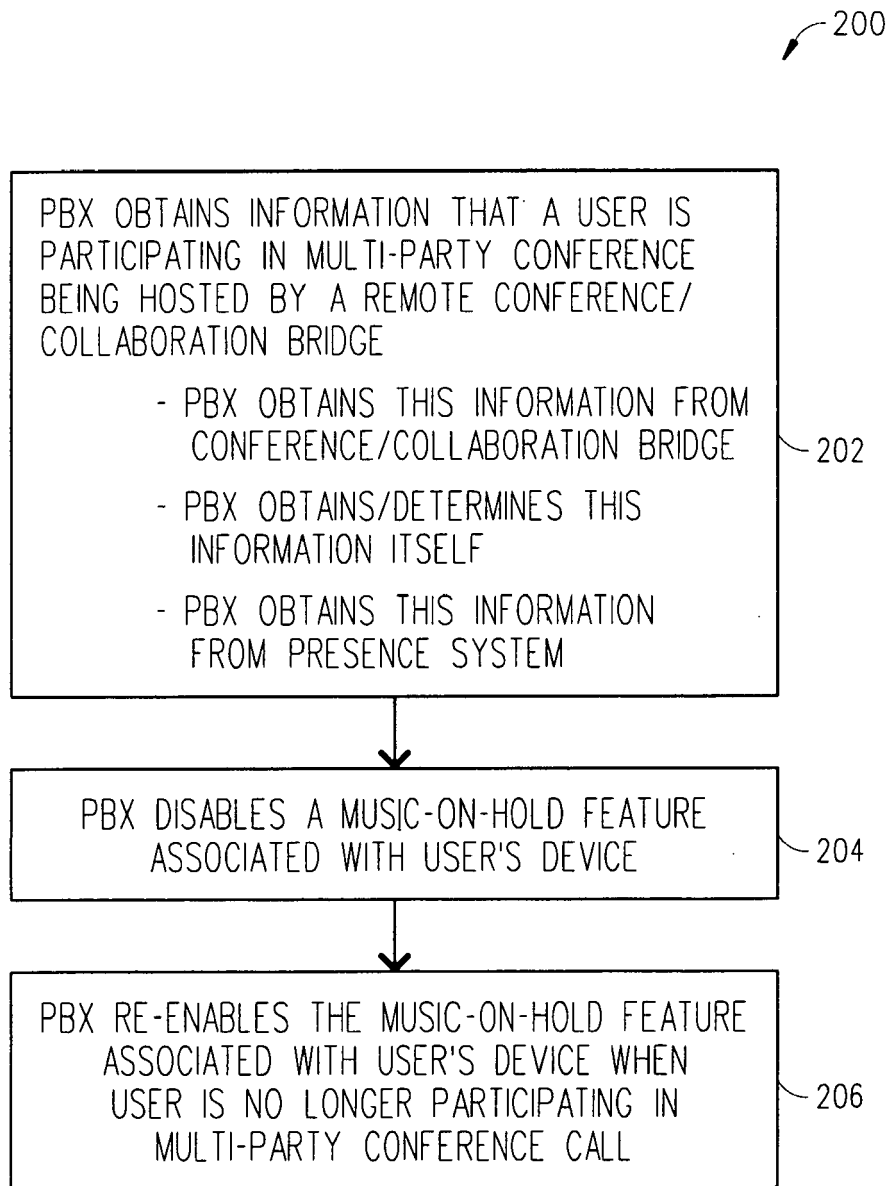 200
PBX OBTAINS INFORMATION THAT A USER IS
PARTICIPATING IN MULTI-PARTY CONFERENCE
BEING HOSTED BY A REMOTE CONFERENCE/
COLLABORATION BRIDGE
- PBX OBTAINS THIS INFORMATION FROM
CONFERENCE/COLLABORATION BRIDGE
- PBX OBTAINS/DETERMINES THIS
INFORMATION ITSELF
- PBX OBTAINS THIS INFORMATION
FROM PRESENCE SYSTEM
202
PBX DISABLES A MUSIC-ON-HOLD FEATURE
ASSOCIATED WITH USER'S DEVICE
204
PBX RE-ENABLES THE MUSIC-ON-HOLD FEATURE
ASSOCIATED WITH USER'S DEVICE WHEN
USER IS NO LONGER PARTICIPATING IN
MULTI-PARTY CONFERENCE CALL
206